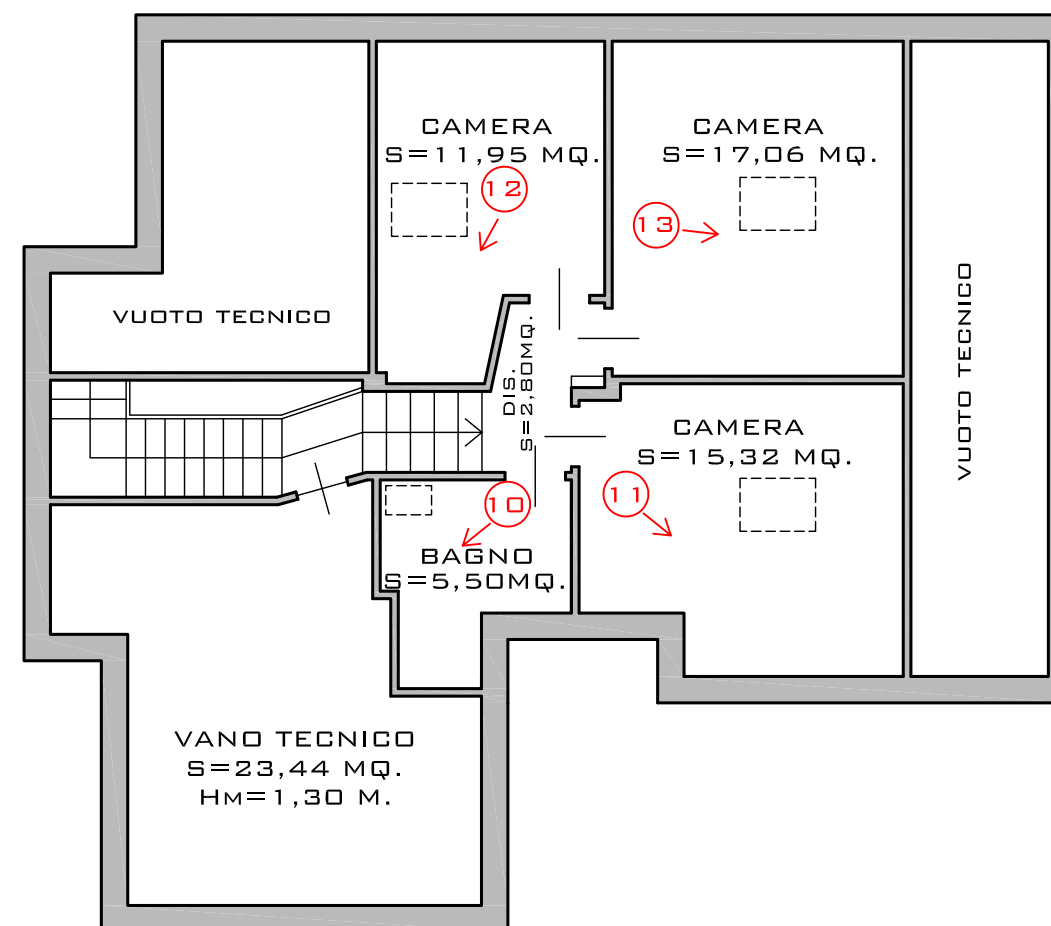 CAMERA
S=11,95 MQ.
12
CAMERA
S=17,06 MQ.
13
VUOTO TECNICO
VUOTO TECNICO
DIS.
S=2,80MQ.
CAMERA
S=15,32 MQ.
11
10
BAGNO
S=5,50MQ.
VANO TECNICO
S=23,44 MQ.
HM=1,30 M.